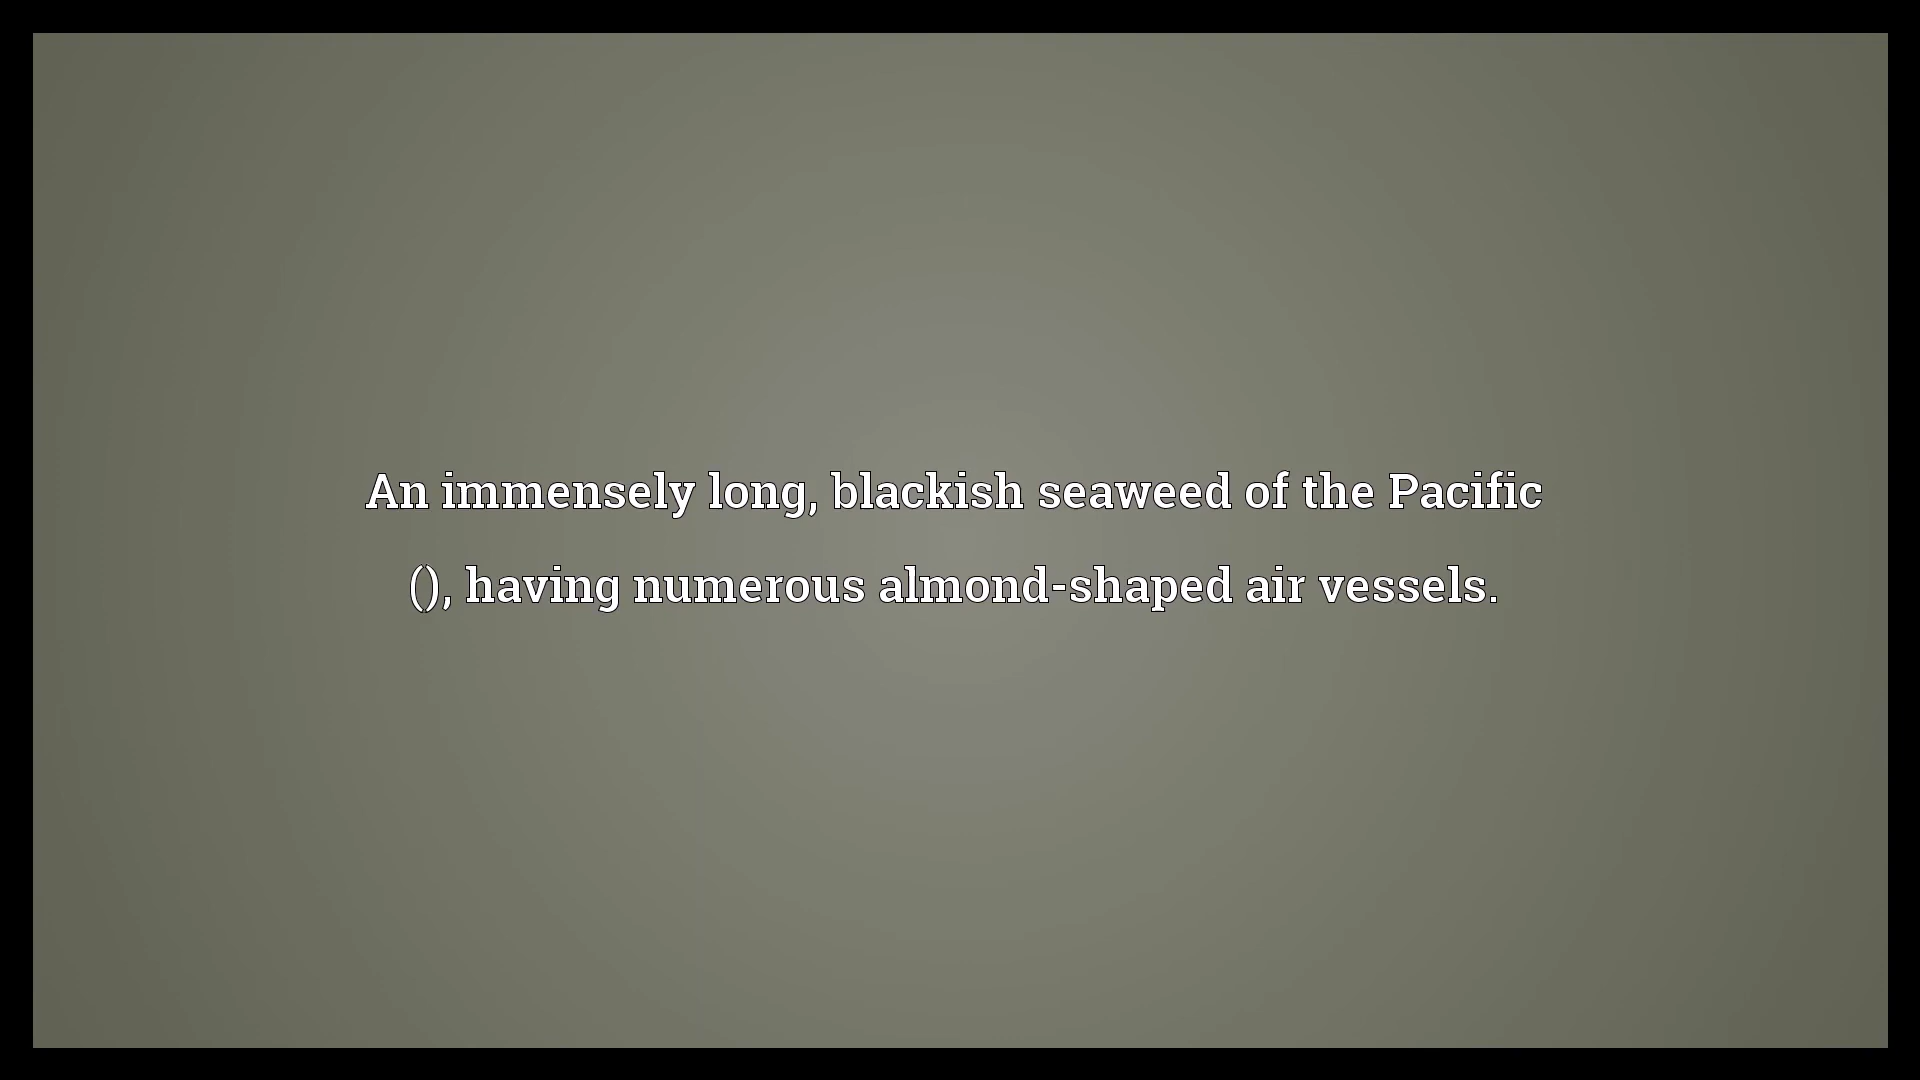 An immensely long, blackish seaweed of the Pacific
(), having numerous almond-shaped air vessels.